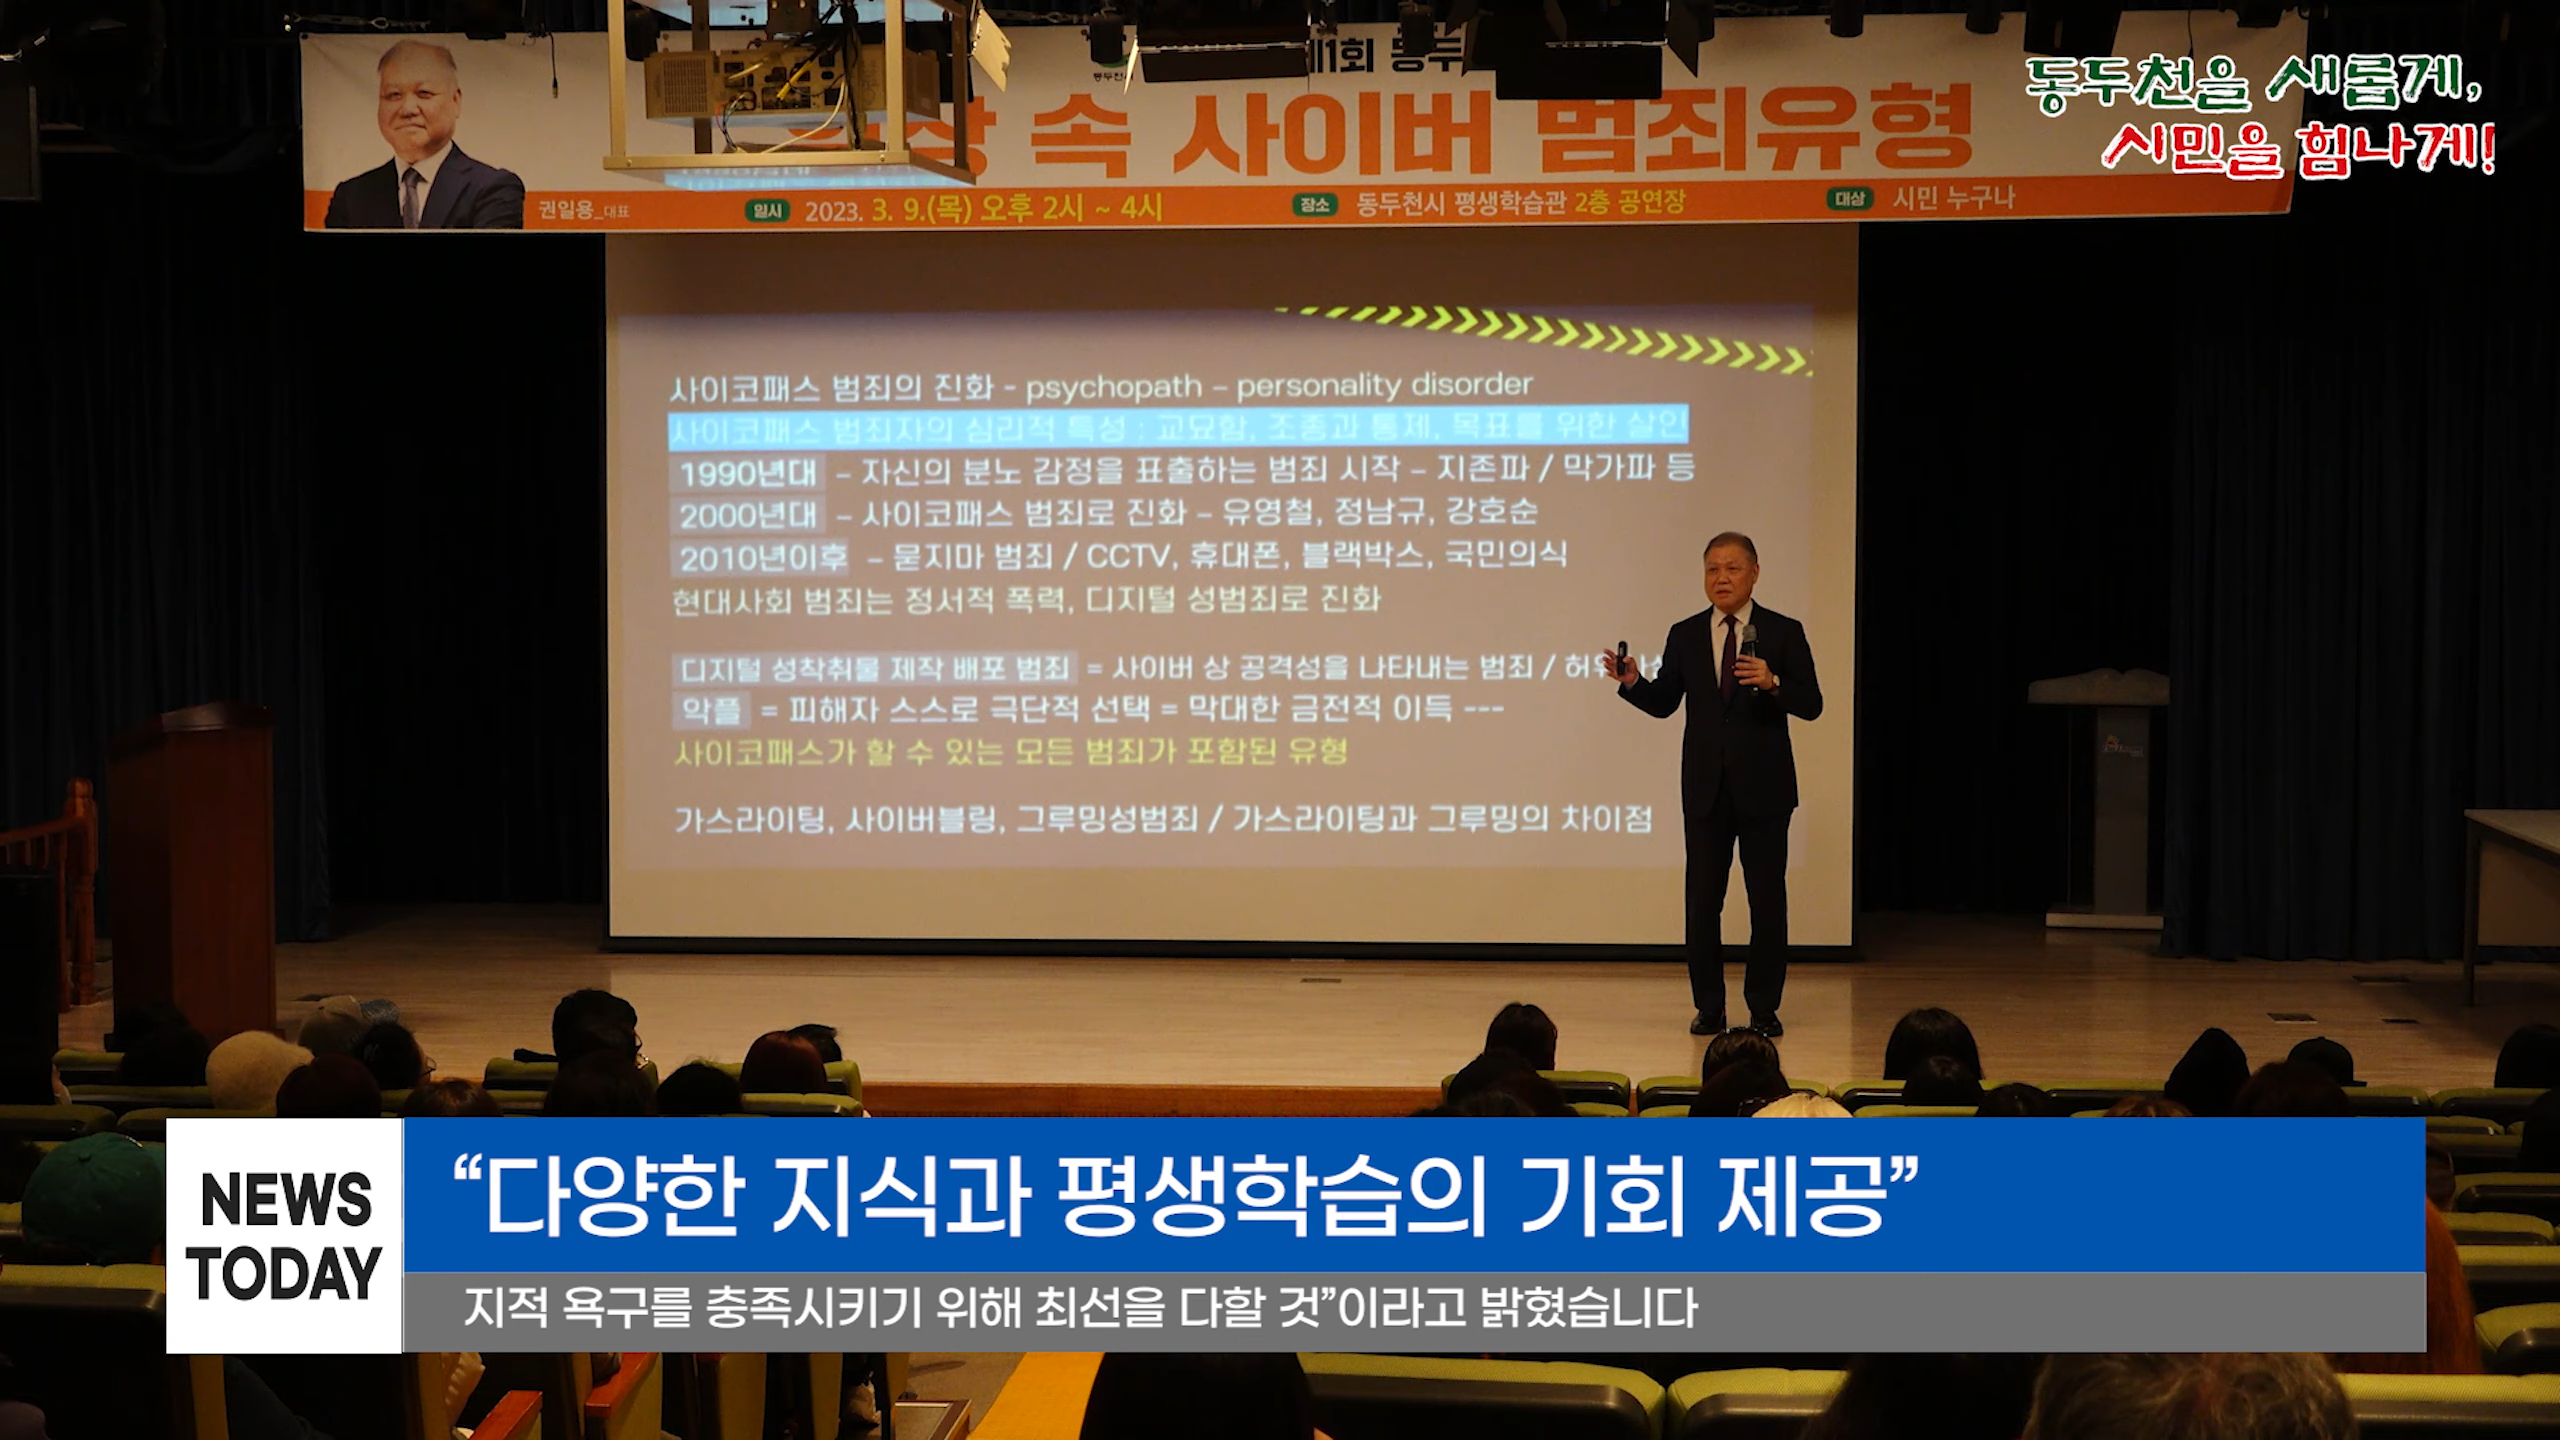 제1회 동두
동두천시
속 사이버 범죄유형
동두천을 새롭게,
시민을 힘나게!
권일용_대표
일시 2023. 3. 9.(목) 오후 2시 ~ 4시
장소 동두천시 평생학습관 2층 공연장
대상 시민 누구나
사이코패스 범죄의 진화 - psychopath – personality disorder
사이코패스 범죄자의 심리적 특성 : 교묘함, 조종과 통제, 목표를 위한 살인
1990년대 – 자신의 분노 감정을 표출하는 범죄 시작 – 지존파 / 막가파 등
2000년대 – 사이코패스 범죄로 진화 – 유영철, 정남규, 강호순
2010년이후 – 묻지마 범죄 / CCTV, 휴대폰, 블랙박스, 국민의식
현대사회 범죄는 정서적 폭력, 디지털 성범죄로 진화
디지털 성착취물 제작 배포 범죄 = 사이버 상 공격성을 나타내는 범죄 /
악플 = 피해자 스스로 극단적 선택 = 막대한 금전적 이득 ---
사이코패스가 할 수 있는 모든 범죄가 포함된 유형
가스라이팅, 사이버블링, 그루밍성범죄 / 가스라이팅과 그루밍의 차이점
NEWS
TODAY
“다양한 지식과 평생학습의 기회 제공”
지적 욕구를 충족시키기 위해 최선을 다할 것”이라고 밝혔습니다